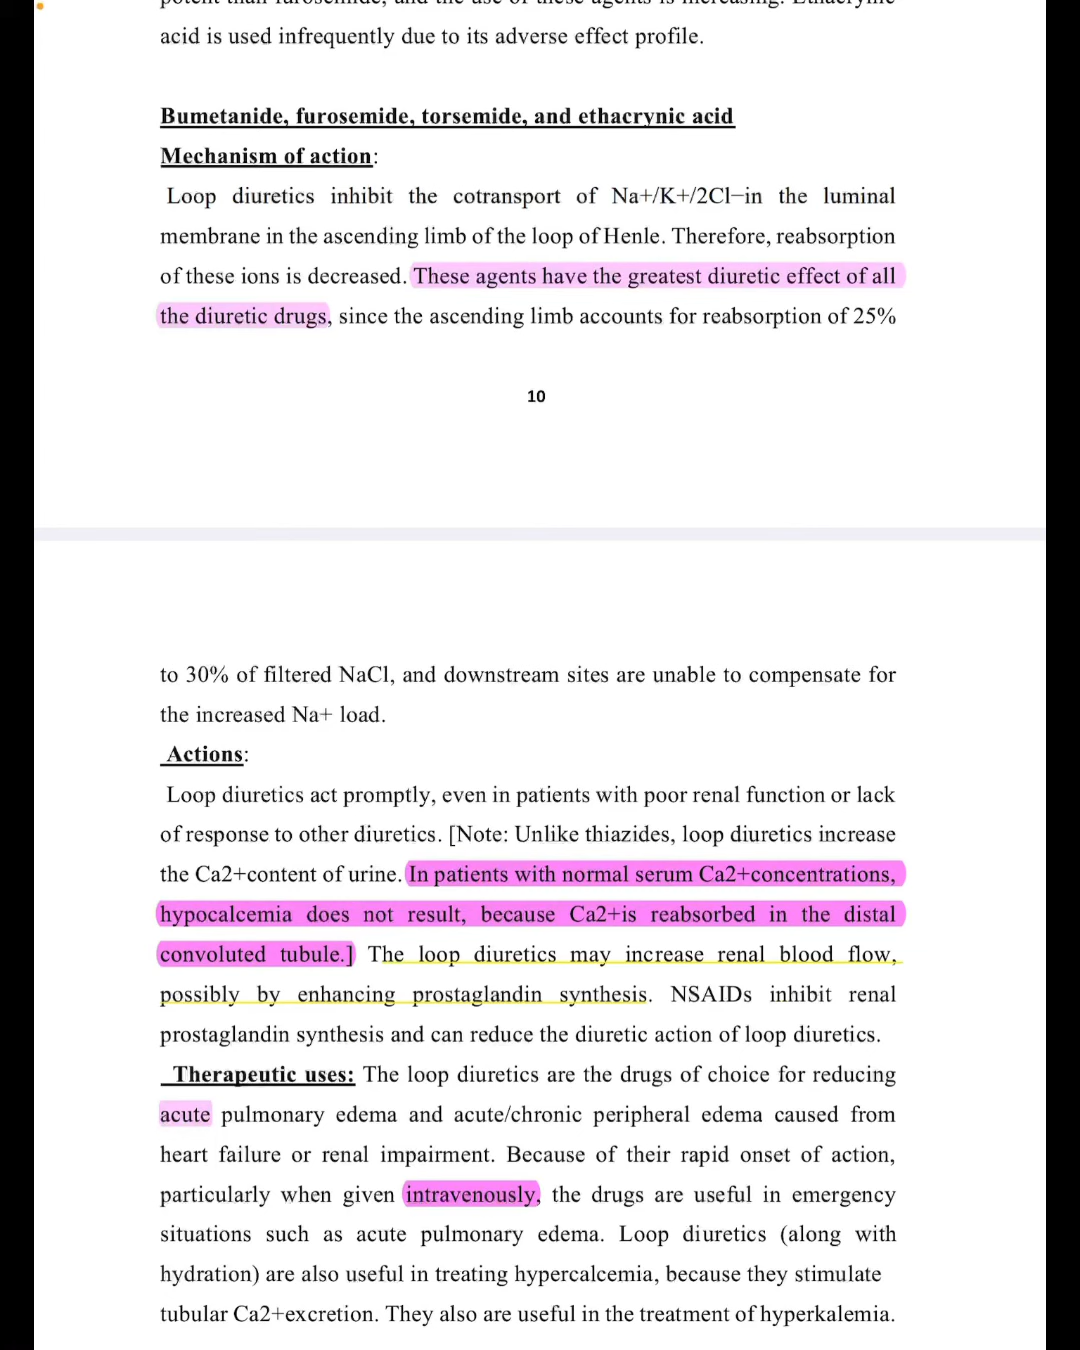 potent than furosemide, and the use of these agents is increasing. Ethacrynic
acid is used infrequently due to its adverse effect profile.
Bumetanide, furosemide, torsemide, and ethacrynic acid
Mechanism of action:
Loop diuretics inhibit the cotransport of Na+/K+/2Cl−in the luminal
membrane in the ascending limb of the loop of Henle. Therefore, reabsorption
of these ions is decreased. These agents have the greatest diuretic effect of all
the diuretic drugs, since the ascending limb accounts for reabsorption of 25%
10
to 30% of filtered NaCl, and downstream sites are unable to compensate for
the increased Na+ load.
Actions:
Loop diuretics act promptly, even in patients with poor renal function or lack
of response to other diuretics. [Note: Unlike thiazides, loop diuretics increase
the Ca2+content of urine. In patients with normal serum Ca2+concentrations,
hypocalcemia does not result, because Ca2+is reabsorbed in the distal
convoluted tubule.] The loop diuretics may increase renal blood flow,
possibly by enhancing prostaglandin synthesis. NSAIDs inhibit renal
prostaglandin synthesis and can reduce the diuretic action of loop diuretics.
Therapeutic uses: The loop diuretics are the drugs of choice for reducing
acute pulmonary edema and acute/chronic peripheral edema caused from
heart failure or renal impairment. Because of their rapid onset of action,
particularly when given intravenously, the drugs are useful in emergency
situations such as acute pulmonary edema. Loop diuretics (along with
hydration) are also useful in treating hypercalcemia, because they stimulate
tubular Ca2+excretion. They also are useful in the treatment of hyperkalemia.